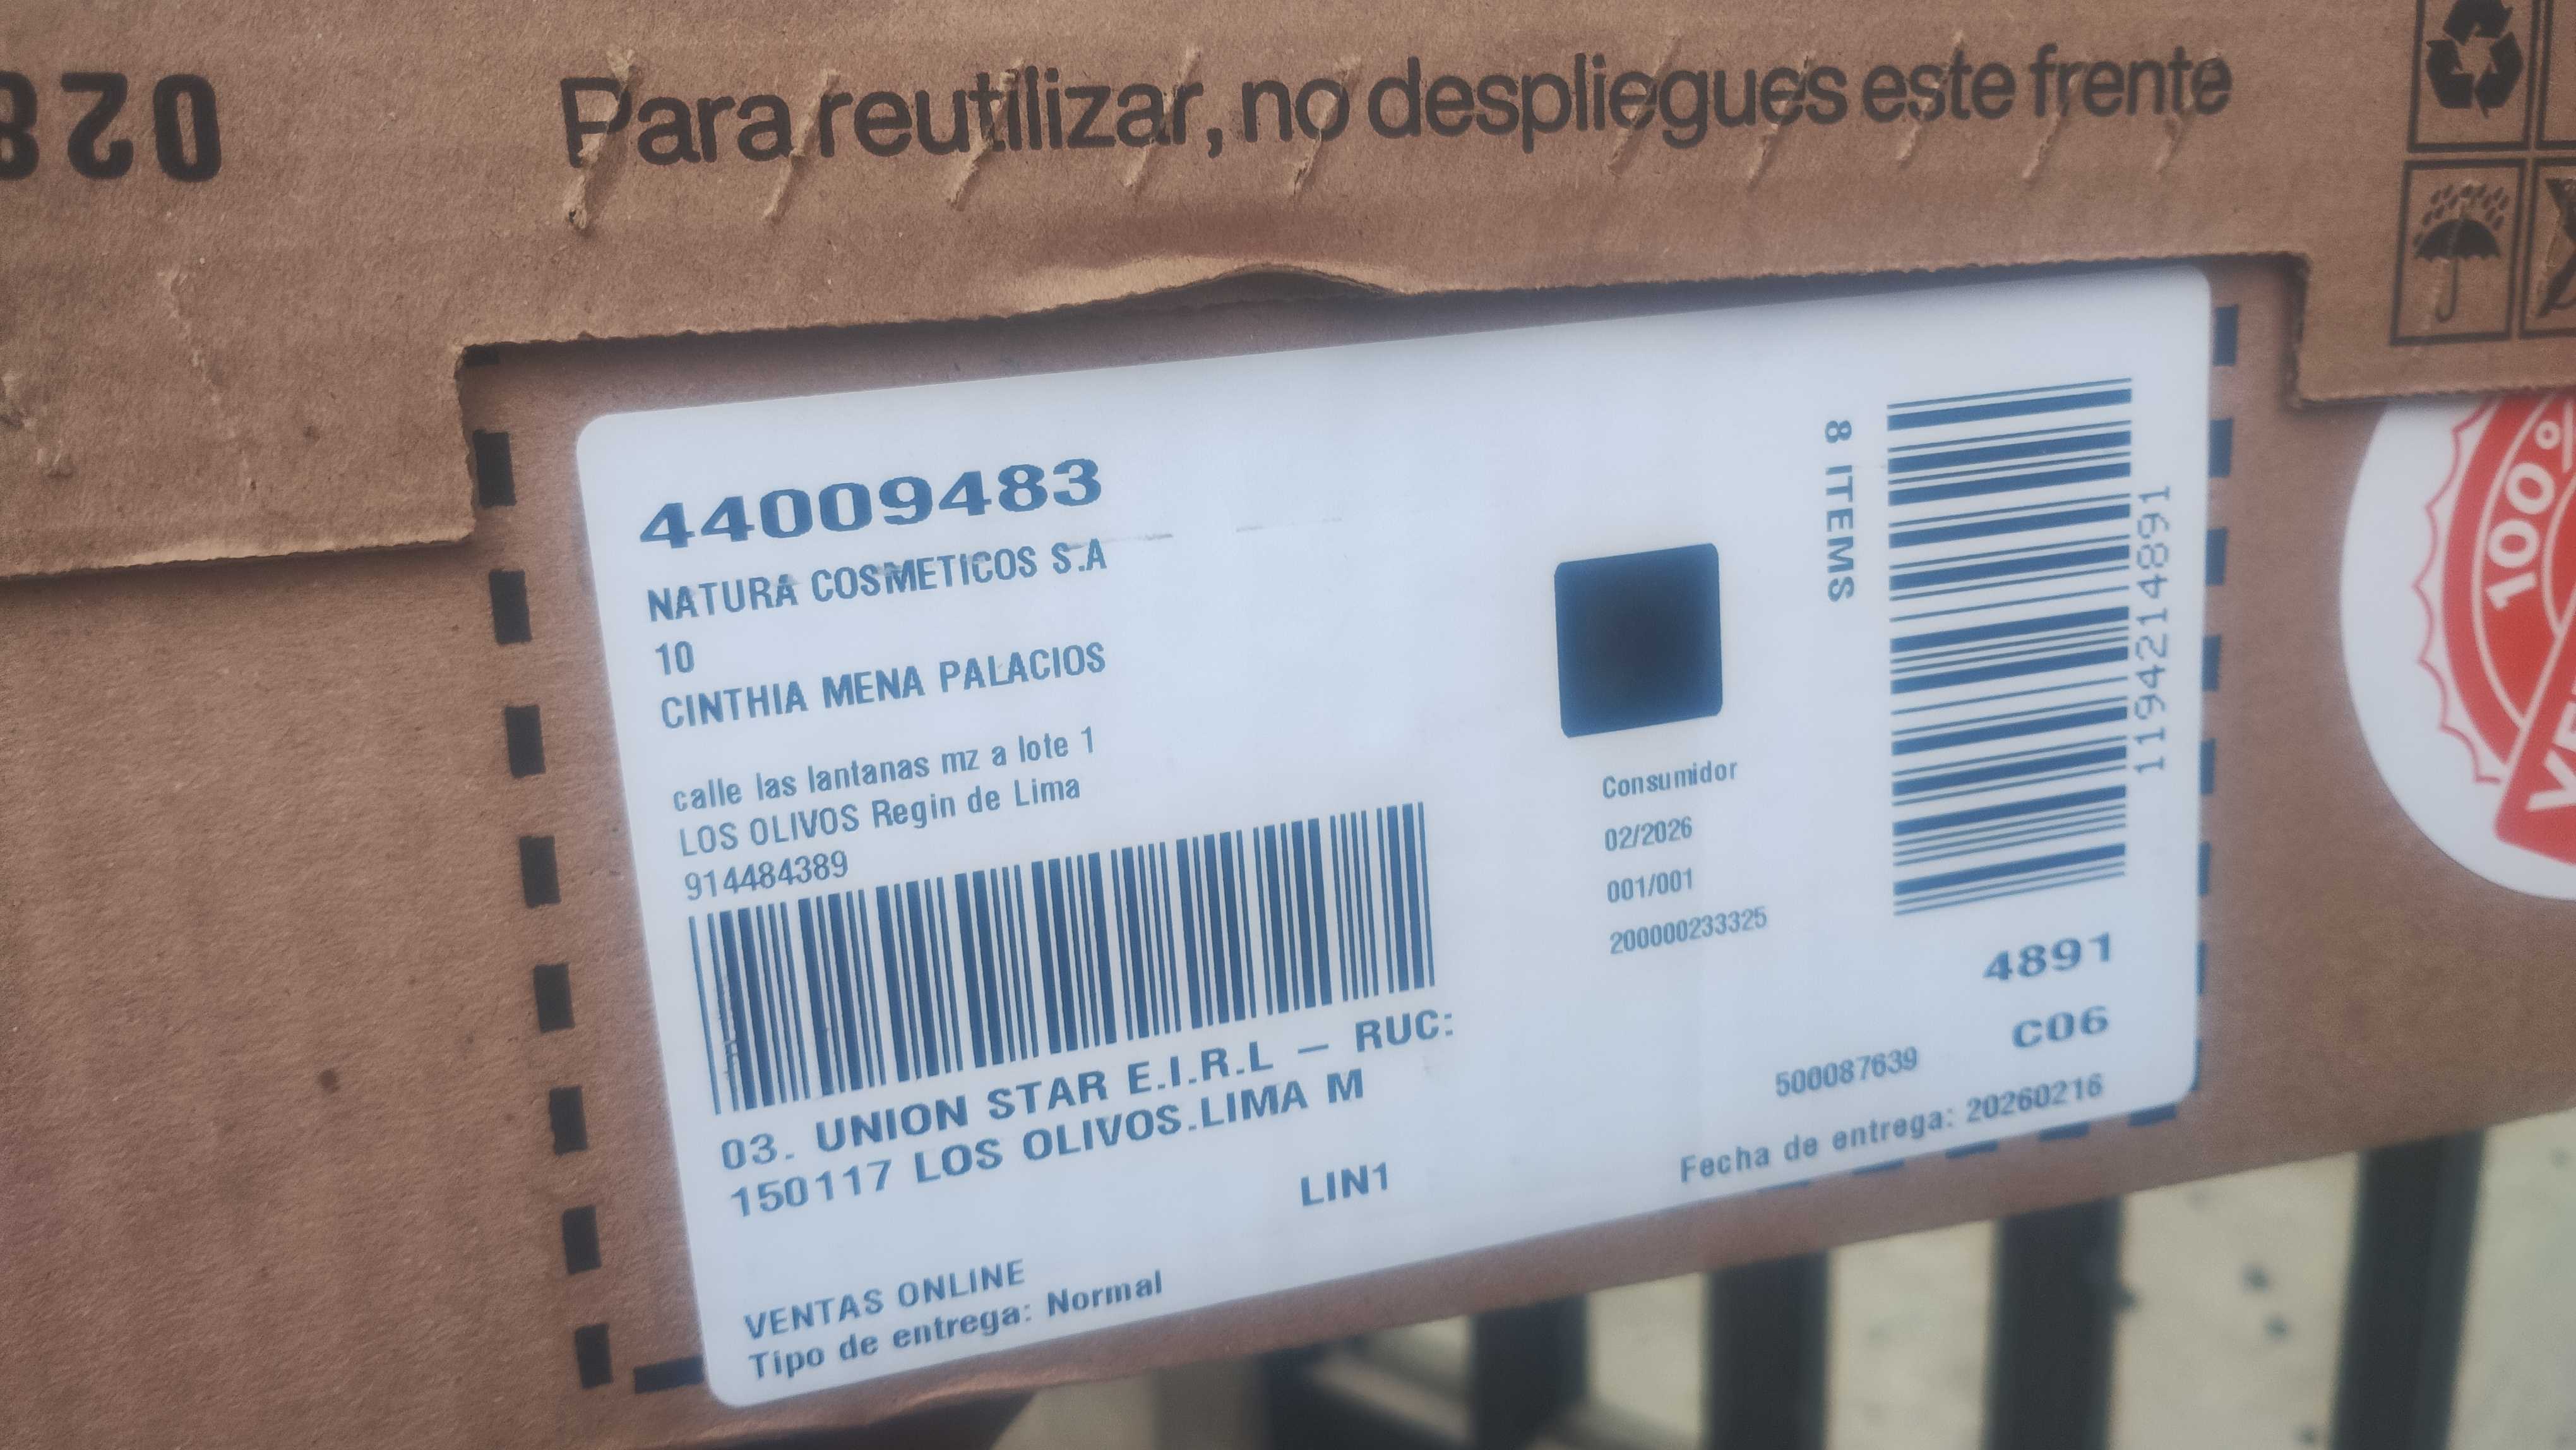 028
Para reutilizar, no despliegues este frente
44009483
NATURA COSMETICOS S.A
10
CINTHIA MENA PALACIOS
calle las lantanas mz a lote 1
LOS OLIVOS Regin de Lima
914484389
03. UNION STAR E.I.R.L – RUC:
150117 LOS OLIVOS.LIMA M
LIN1
VENTAS ONLINE
Tipo de entrega: Normal
Consumidor
02/2026
001/001
200000233325
8 ITEMS
1194214891
4891
C06
500087639
Fecha de entrega: 20260216
100%